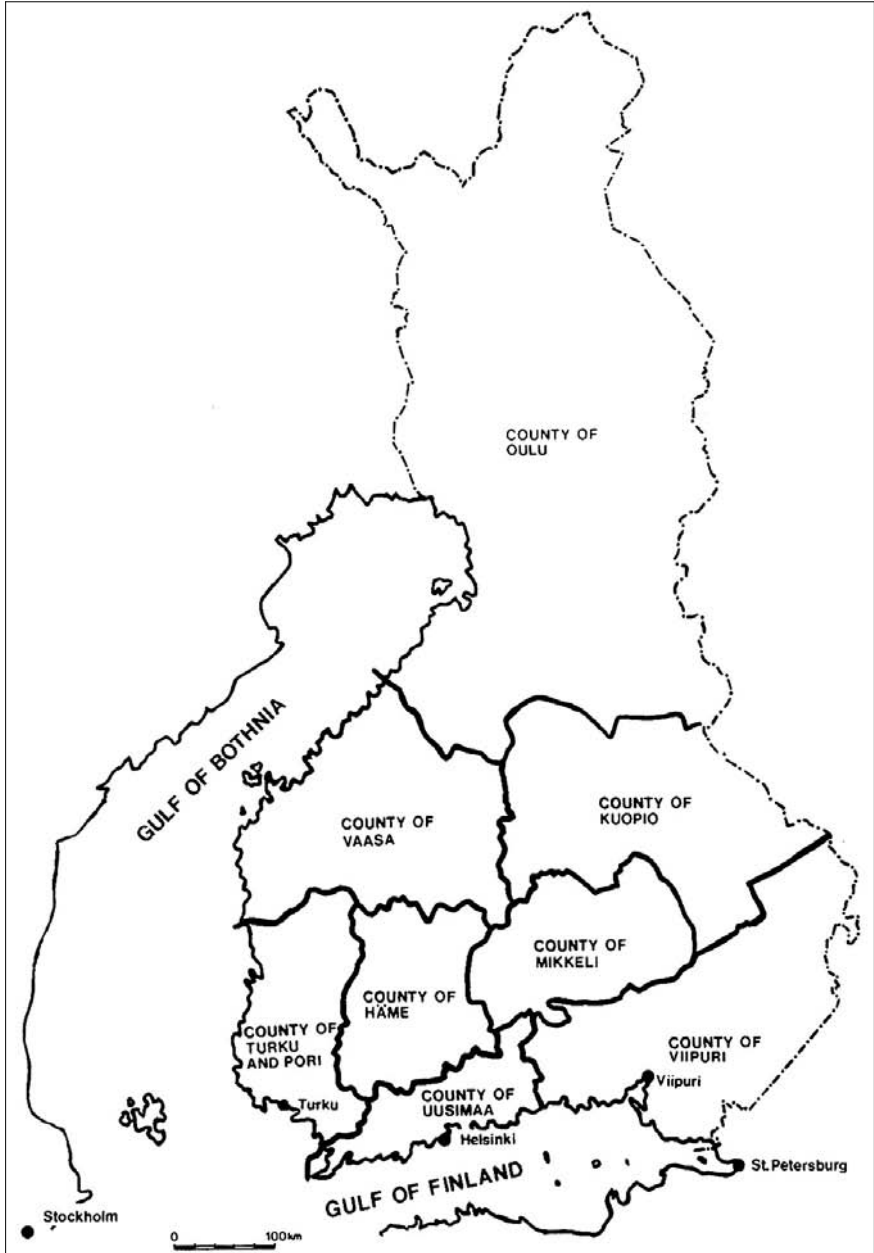 COUNTY OF
OULU
GULF OF BOTHNIA
COUNTY OF
KUOPIO
COUNTY OF
VAASA
COUNTY OF
MIKKELI
COUNTY OF
HÄME
COUNTY OF
TURKU
AND PORI
COUNTY OF
VIIPURI
Viipuri
COUNTY OF
UUSIMAA
Turku
Helsinki
St. Petersburg
GULF OF FINLAND
Stockholm
0 100km